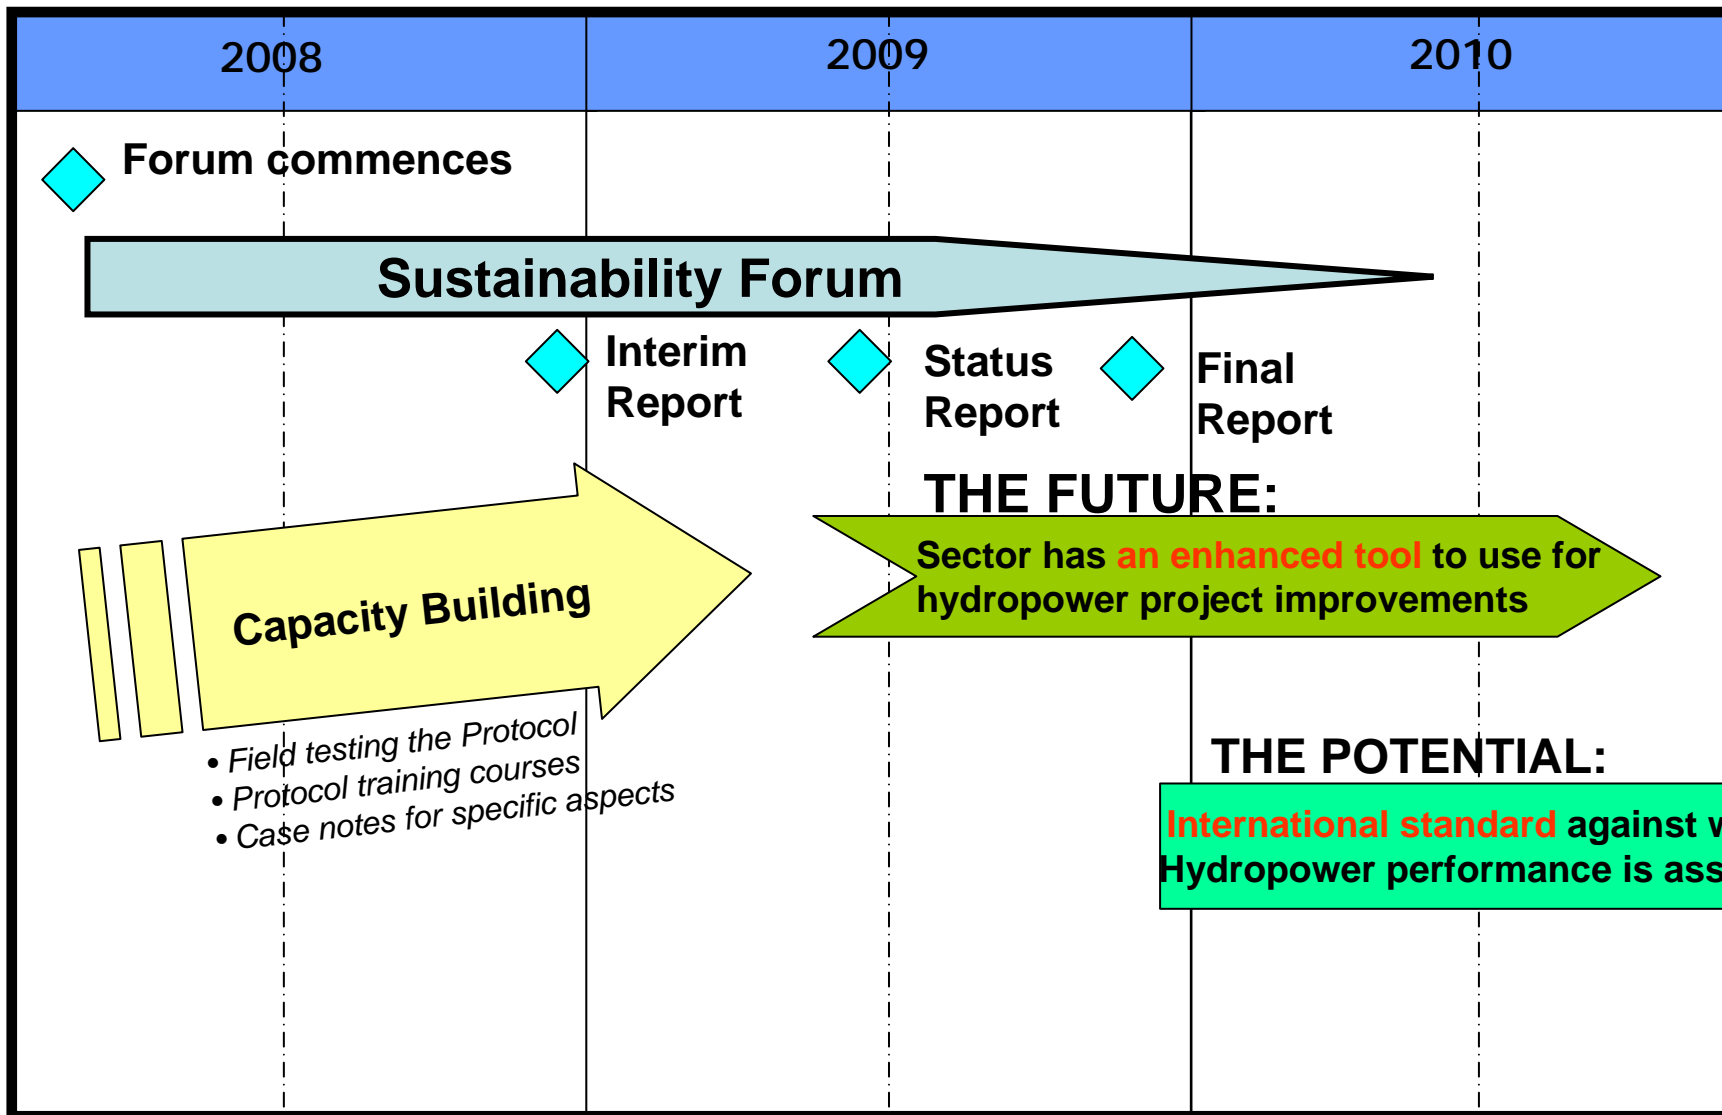 2008 2009 2010
Forum commences
Sustainability Forum
Interim
Report
Status
Report
Final
Report
THE FUTURE:
Sector has an enhanced tool to use for
hydropower project improvements
Capacity Building
• Field testing the Protocol
• Protocol training courses
• Case notes for specific aspects
THE POTENTIAL:
International standard against
Hydropower performance is